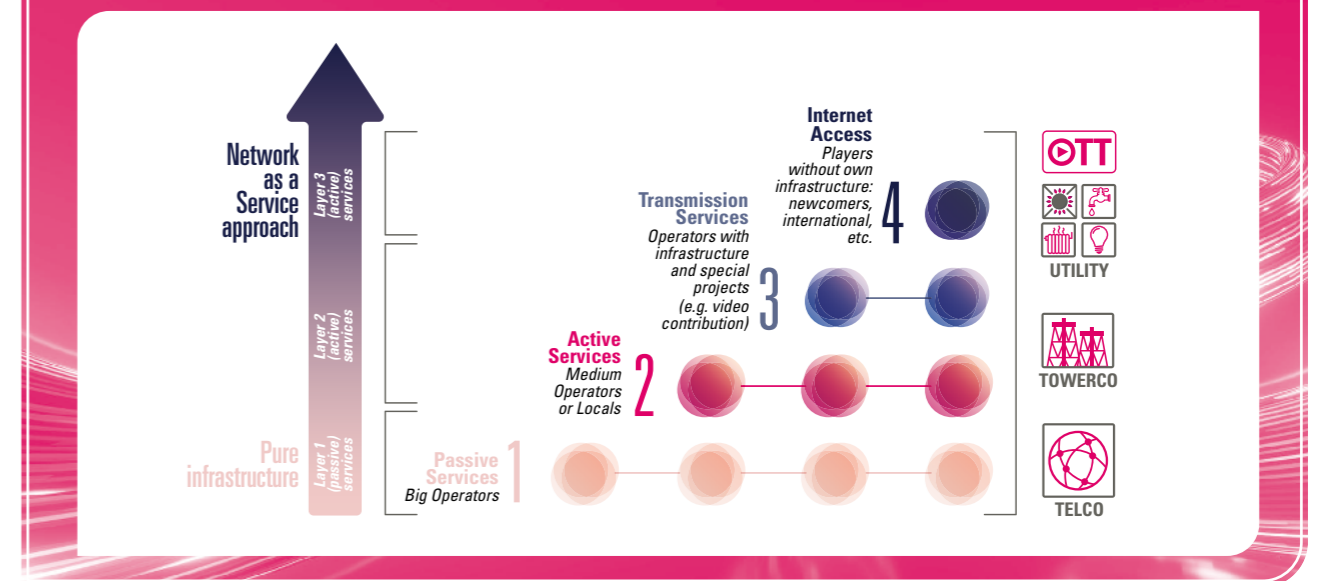 Network
as a
Service
approach
Pure
infrastructure
Layer 3
(active)
services
Layer 2
(active)
services
Layer 1
(passive)
services
Internet
Access
Players
without own
infrastructure:
newcomers,
international,
etc.
4
Transmission
Services
Operators with
infrastructure
and special
projects
(e.g. video
contribution)
3
Active
Services
Medium
Operators
or Locals
2
Passive
Services
Big Operators
1
OTT
UTILITY
TOWERCO
TELCO